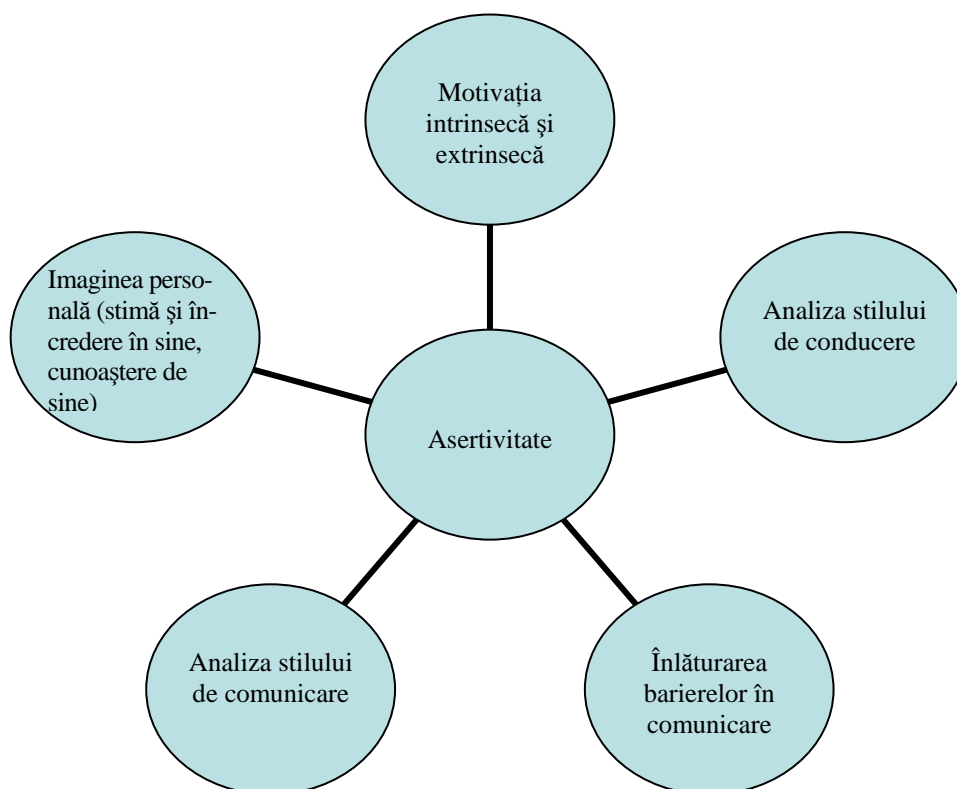 Motivația
intrinsecă şi
extrinsecă
Imaginea perso-
nală (stimă şi în-
credere în sine,
cunoaştere de
sine)
Analiza stilului
de conducere
Asertivitate
Analiza stilului
de comunicare
Înlăturarea
barierelor în
comunicare